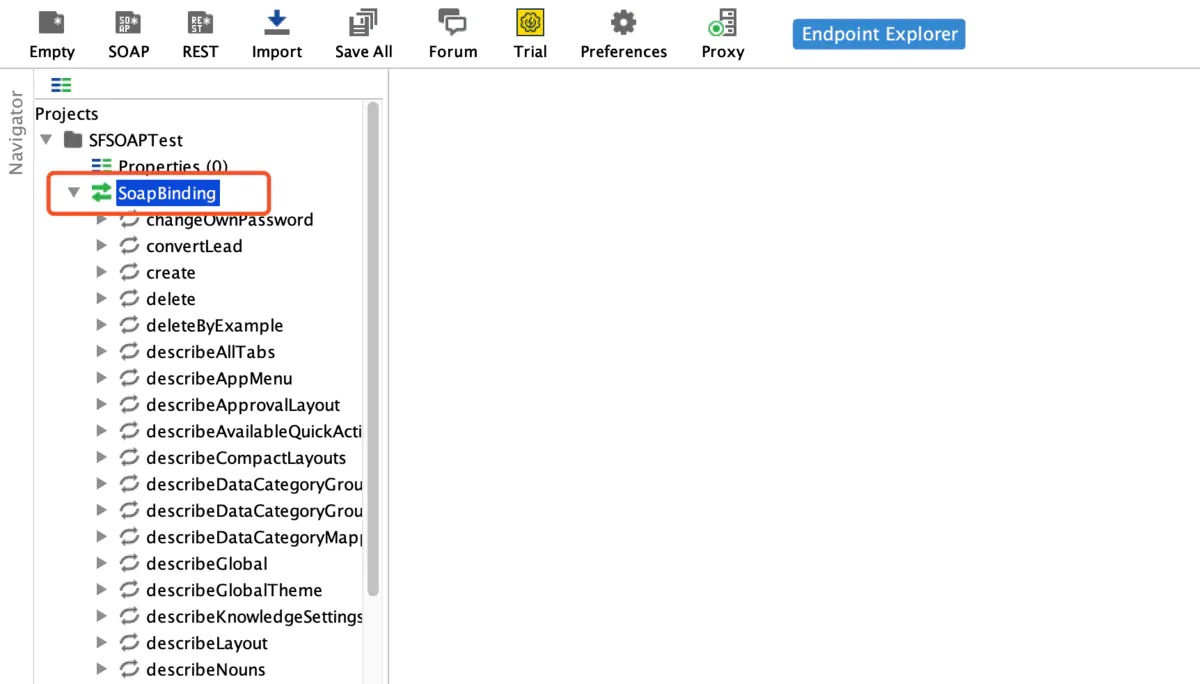 Empty SOAP REST Import Save All Forum Trial Preferences Proxy Endpoint Explorer
Navigator
Projects
SFSOAPTest
Properties (0)
SoapBinding
changeOwnPassword
convertLead
create
delete
deleteByExample
describeAllTabs
describeAppMenu
describeApprovalLayout
describeAvailableQuickActi
describeCompactLayouts
describeDataCategoryGrou
describeDataCategoryGrou
describeDataCategoryMapp
describeGlobal
describeGlobalTheme
describeKnowledgeSettings
describeLayout
describeNouns